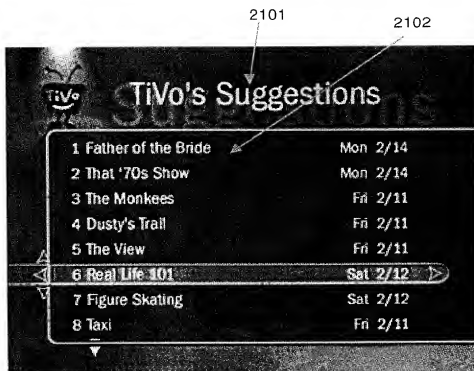 2101
2102
TiVo
TiVo's Suggestions
1 Father of the Bride Mon 2/14
2 That '70s Show Mon 2/14
3 The Monkees Fri 2/11
4 Dusty's Trail Fri 2/11
5 The View Fri 2/11
6 Real Life 101 Sat 2/12
7 Figure Skating Sat 2/12
8 Taxi Fri 2/11